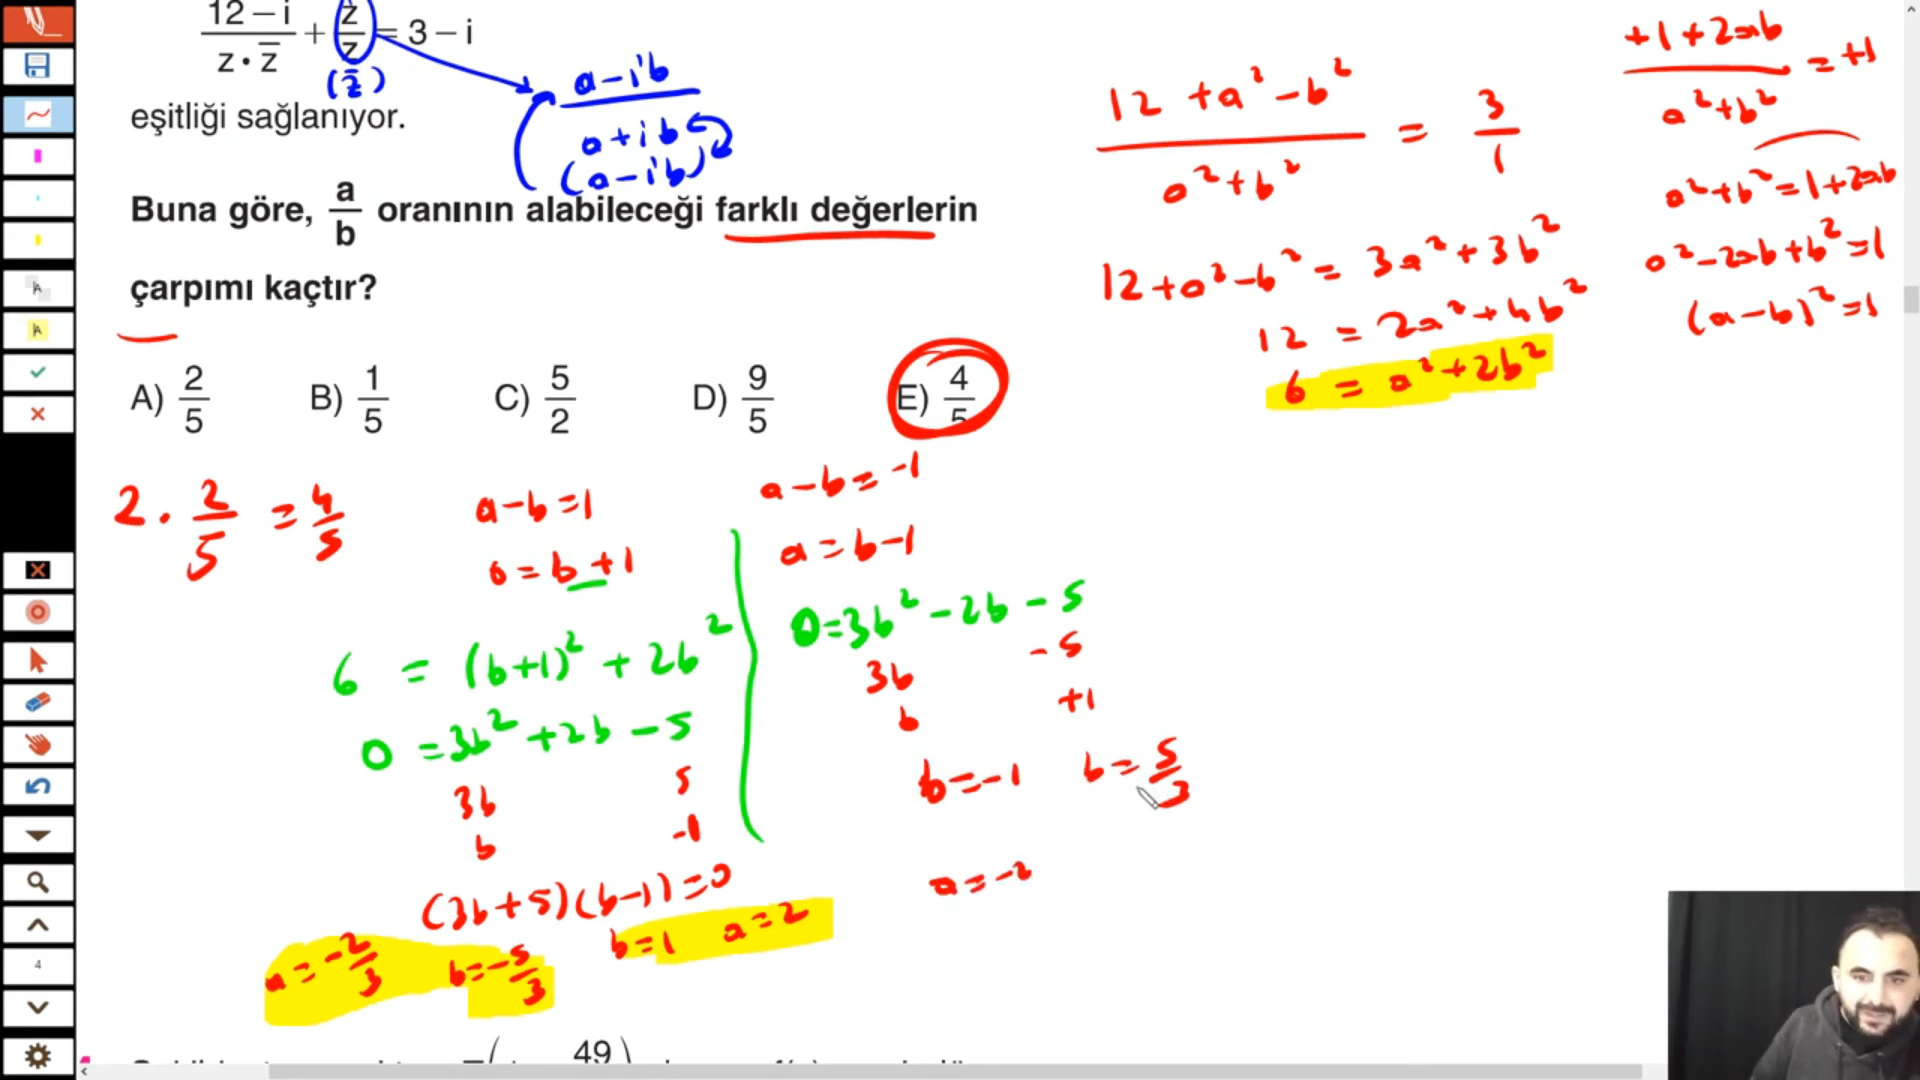 12 − i / z · z̄ + z̄ / z = 3 − i
(z̄)
eşitliği sağlanıyor.
a − ib / a + ib
(a − ib)
Buna göre, a / b oranının alabileceği farklı değerlerin
çarpımı kaçtır?
A) 2/5 B) 1/5 C) 5/2 D) 9/5 E) 4/5
12 + a² − b² / a² + b² = 3 / 1
12 + a² − b² = 3a² + 3b²
12 = 2a² + 4b²
6 = a² + 2b²
+1 + 2ab / a² + b² = +1
a² + b² = 1 + 2ab
a² − 2ab + b² = 1
(a − b)² = 1
2 · 2/5 = 4/5
a − b = 1
a = b + 1
6 = (b+1)² + 2b²
0 = 3b² + 2b − 5
3b 5
b −1
(3b + 5)(b − 1) = 0
a = −2/3 b = −5/3 b = 1 a = 2
a − b = −1
a = b − 1
0 = 3b² − 2b − 5
3b −5
b +1
b = −1 b = 5/3
a = −2
4
49